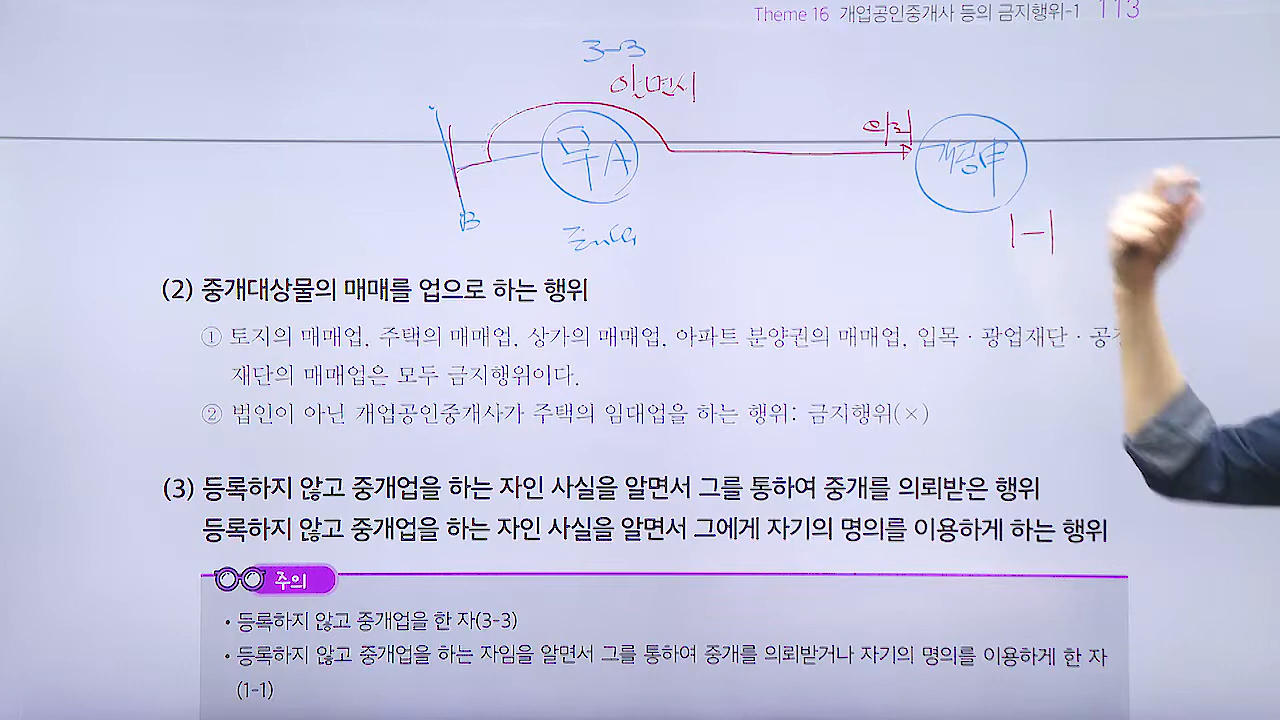 Theme 16 개업공인중개사 등의 금지행위-1 113
3-3
알면서
의뢰
무 A
개공中
B
1-1
(2) 중개대상물의 매매를 업으로 하는 행위
① 토지의 매매업, 주택의 매매업, 상가의 매매업, 아파트 분양권의 매매업, 입목 · 광업재단 · 공장
재단의 매매업은 모두 금지행위이다.
② 법인이 아닌 개업공인중개사가 주택의 임대업을 하는 행위: 금지행위(×)
(3) 등록하지 않고 중개업을 하는 자인 사실을 알면서 그를 통하여 중개를 의뢰받은 행위
등록하지 않고 중개업을 하는 자인 사실을 알면서 그에게 자기의 명의를 이용하게 하는 행위
주의
• 등록하지 않고 중개업을 한 자(3-3)
• 등록하지 않고 중개업을 하는 자임을 알면서 그를 통하여 중개를 의뢰받거나 자기의 명의를 이용하게 한 자
(1-1)